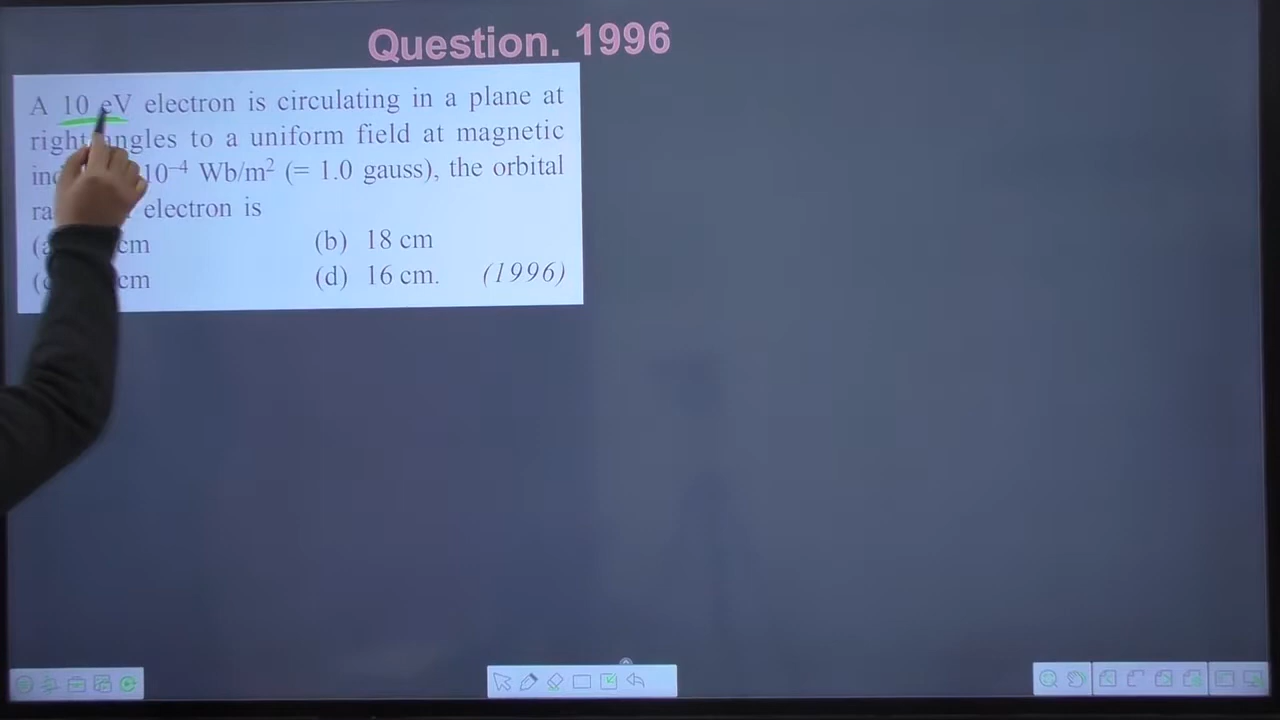 Question. 1996
A 10 eV electron is circulating in a plane at
right angles to a uniform field at magnetic
10⁻⁴ Wb/m² (= 1.0 gauss), the orbital
electron is
cm (b) 18 cm
cm (d) 16 cm. (1996)